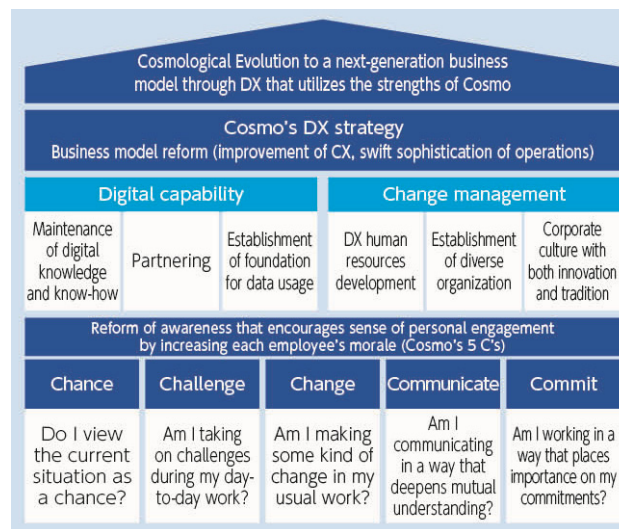 Cosmological Evolution to a next-generation business
model through DX that utilizes the strengths of Cosmo
Cosmo's DX strategy
Business model reform (improvement of CX, swift sophistication of operations)
Digital capability
Maintenance
of digital
knowledge
and know-how
Partnering
Establishment
of foundation
for data usage
Change management
DX human
resources
development
Establishment
of diverse
organization
Corporate
culture with
both innovation
and tradition
Reform of awareness that encourages sense of personal engagement
by increasing each employee's morale (Cosmo's 5 C's)
Chance
Do I view
the current
situation as
a chance?
Challenge
Am I taking
on challenges
during my day-
to-day work?
Change
Am I making
some kind of
change in my
usual work?
Communicate
Am I
communicating
in a way that
deepens mutual
understanding?
Commit
Am I working in a
way that places
importance on my
commitments?